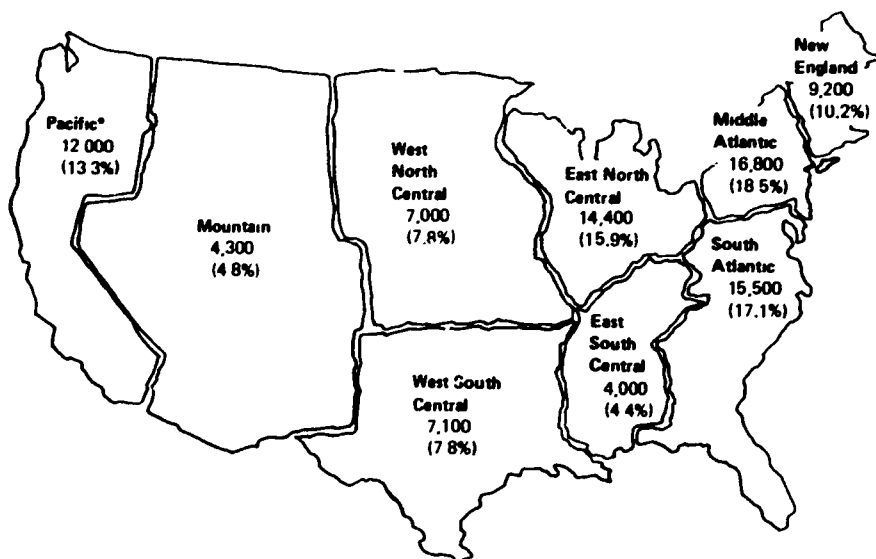 New
England
9,200
(10.2%)
Middle
Atlantic
16,800
(18 5%)
Pacific*
12 000
(13 3%)
West
North
Central
7,000
(7.8%)
East North
Central
14,400
(15.9%)
Mountain
4,300
(4 8%)
South
Atlantic
15,500
(17.1%)
East
South
Central
4,000
(4 4%)
West South
Central
7,100
(7 8%)